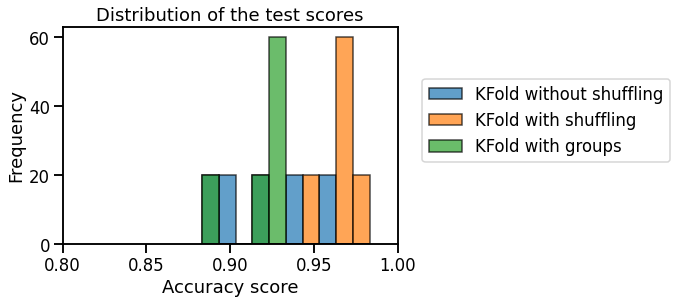 Distribution of the test scores
60
40
20
0
Frequency
0.80 0.85 0.90 0.95 1.00
Accuracy score
KFold without shuffling
KFold with shuffling
KFold with groups